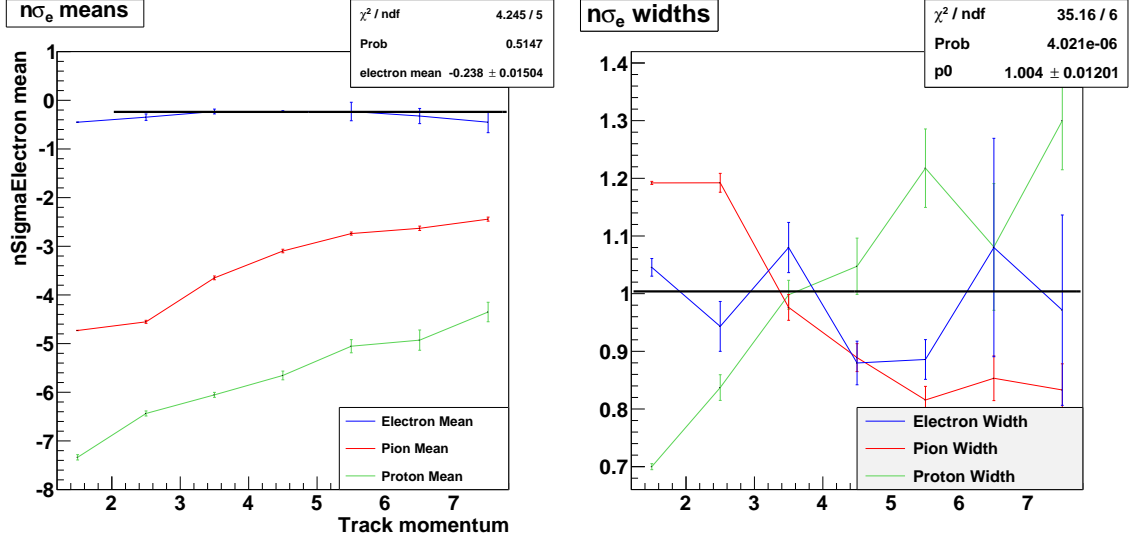 nσe means
χ² / ndf 4.245 / 5
Prob 0.5147
electron mean -0.238 ± 0.01504
nSigmaElectron mean
1
0
-1
-2
-3
-4
-5
-6
-7
-8
2 3 4 5 6 7
Track momentum
Electron Mean
Pion Mean
Proton Mean
nσe widths
χ² / ndf 35.16 / 6
Prob 4.021e-06
p0 1.004 ± 0.01201
1.4
1.3
1.2
1.1
1
0.9
0.8
0.7
2 3 4 5 6 7
Electron Width
Pion Width
Proton Width